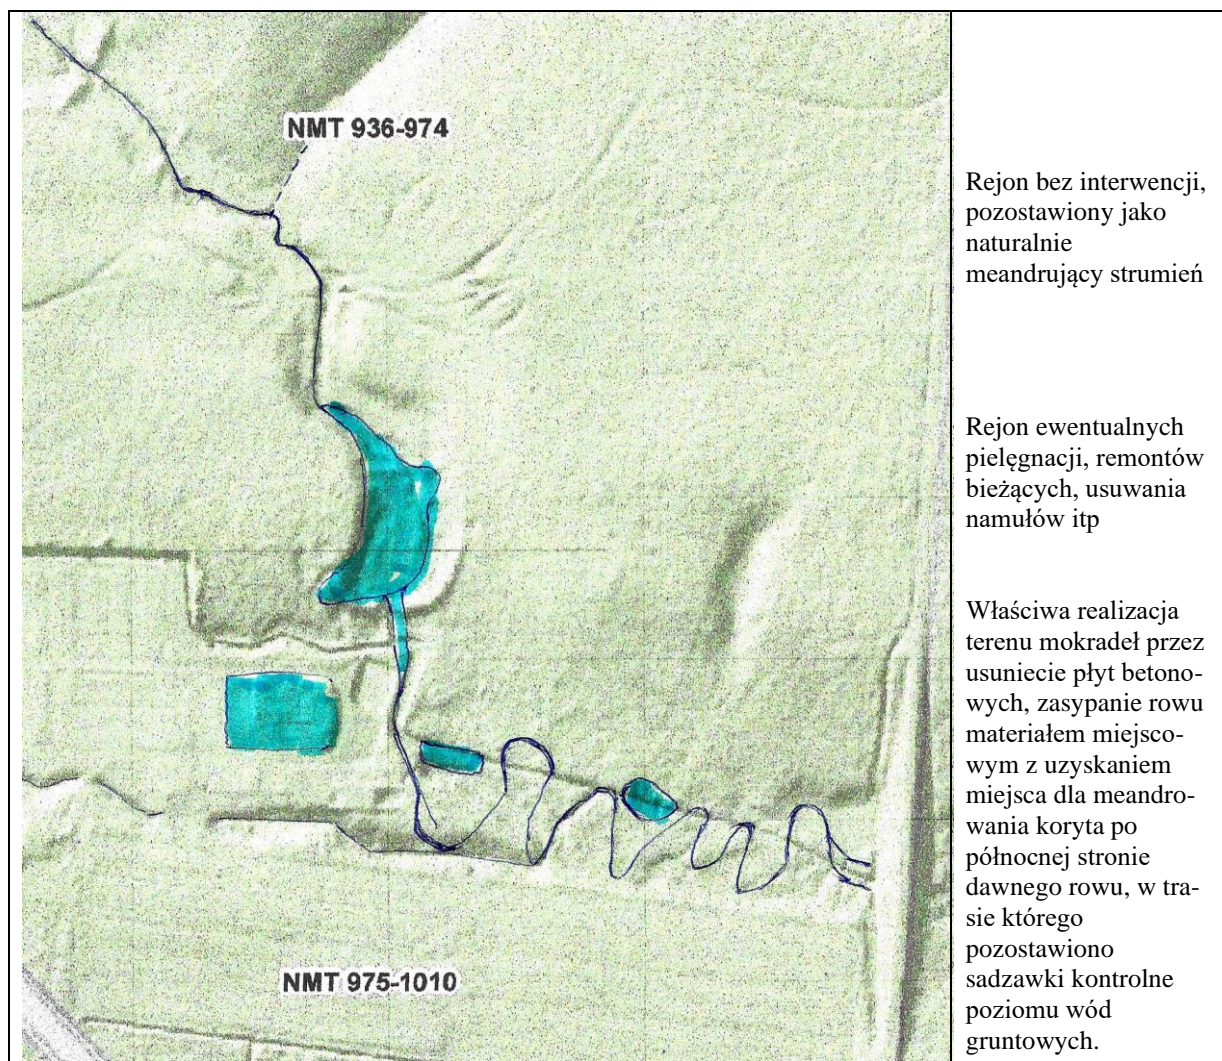 NMT 936-974
Rejon bez interwencji,
pozostawiony jako
naturalnie
meandrujący strumień
Rejon ewentualnych
pielęgnacji, remontów
bieżących, usuwania
namułów itp
Właściwa realizacja
terenu mokradeł przez
usuniecie płyt betono-
wych, zasypanie rowu
materiałem miejsco-
wym z uzyskaniem
miejsca dla meandro-
wania koryta po
północnej stronie
dawnego rowu, w tra-
sie którego
pozostawiono
sadzawki kontrolne
poziomu wód
gruntowych.
NMT 975-1010